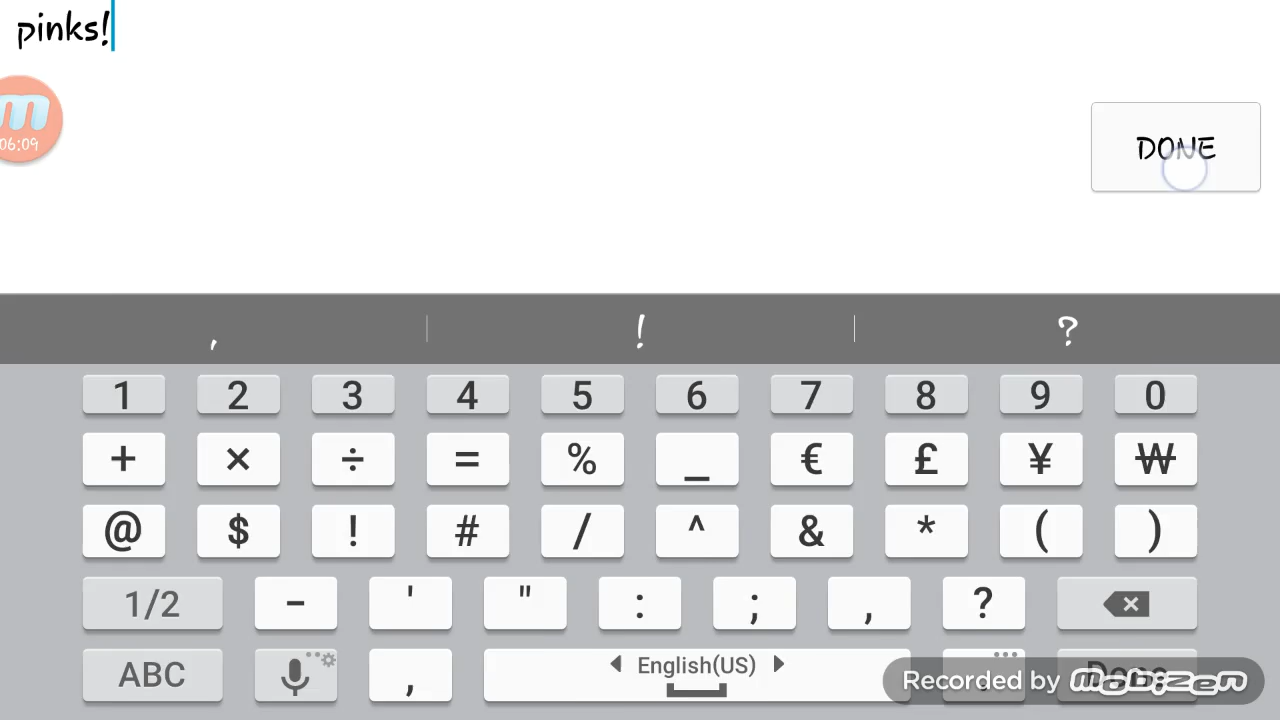 pinks!
m
06:09
DONE
, ! ?
1 2 3 4 5 6 7 8 9 0
+ × ÷ = % _ € £ ¥ ₩
@ $ ! # / ^ & * ( )
1/2 - ' " : ; , ?
ABC , English(US) . Done
Recorded by mobizen